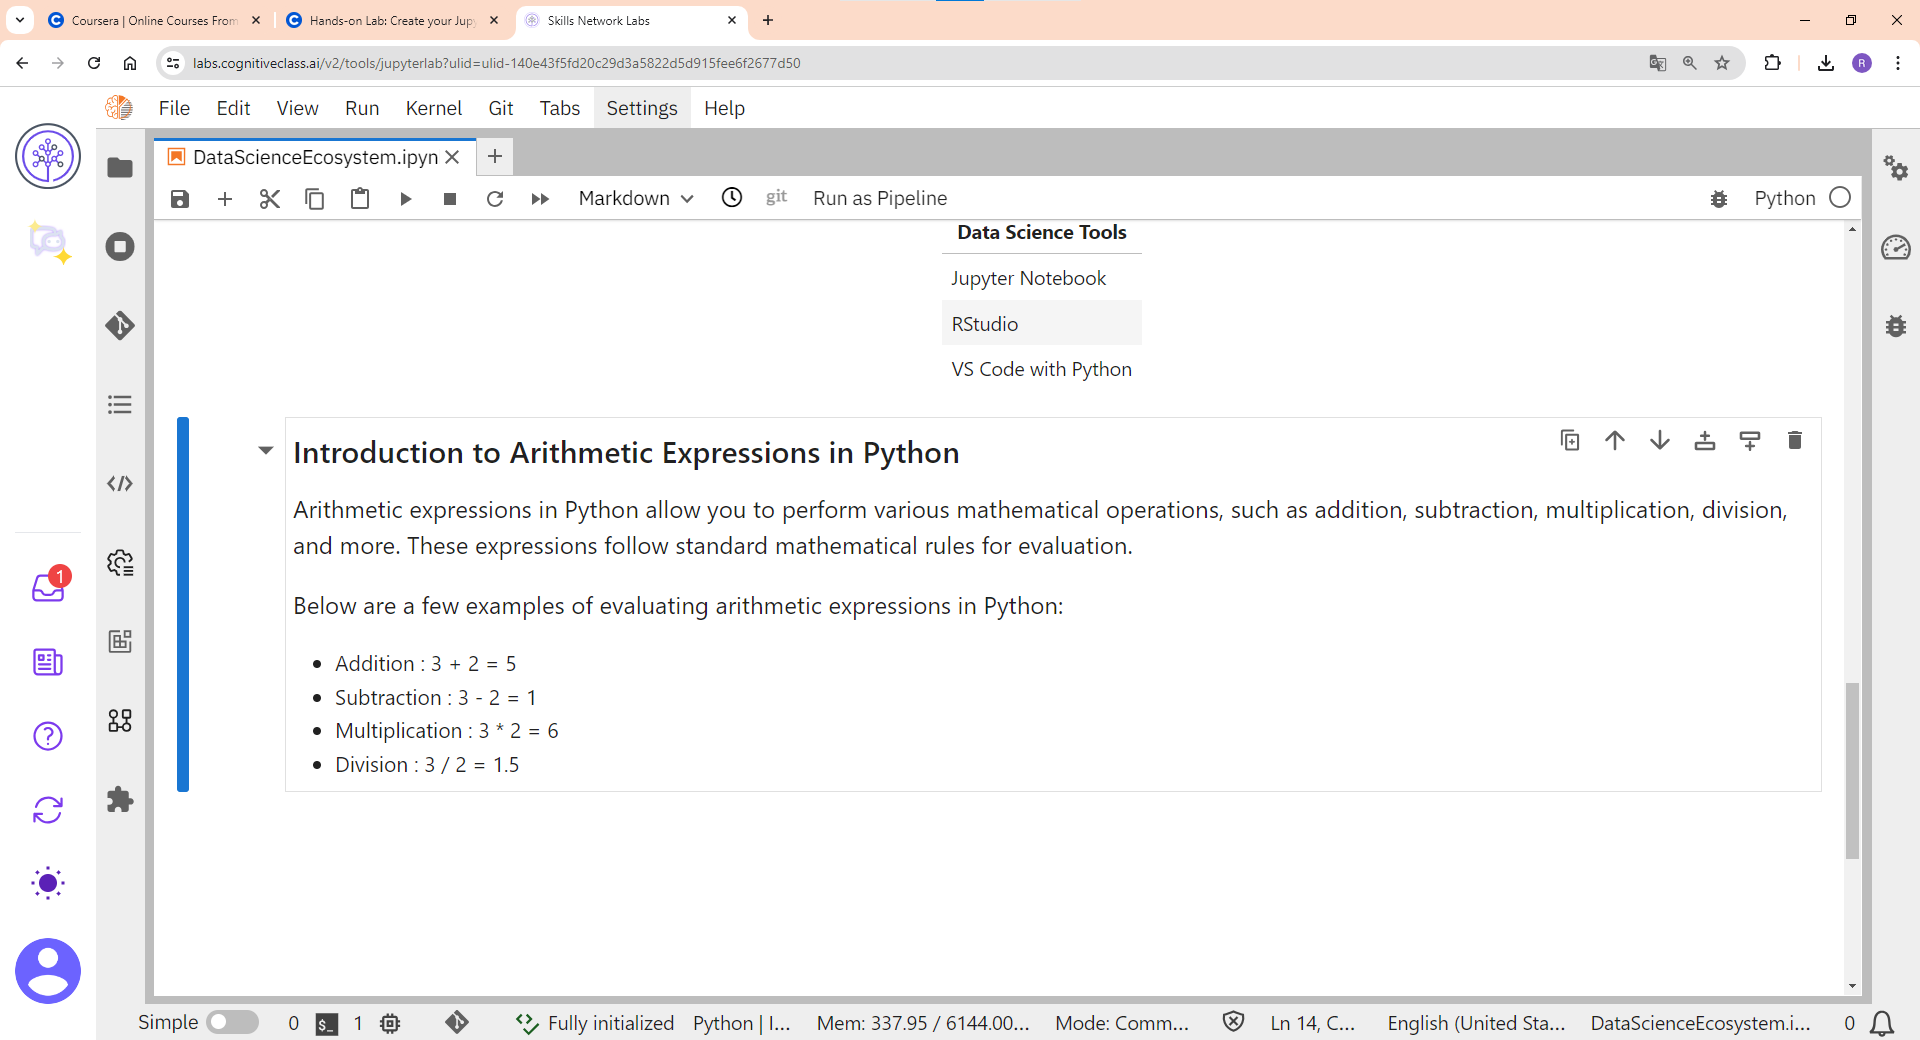 Coursera | Online Courses From
Hands-on Lab: Create your Jup
Skills Network Labs
labs.cognitiveclass.ai/v2/tools/jupyterlab?ulid=ulid-140e43f5fd20c29d3a5822d5d915fee6f2677d50
R
File Edit View Run Kernel Git Tabs Settings Help
DataScienceEcosystem.ipyn
Markdown git Run as Pipeline Python
Data Science Tools
Jupyter Notebook
RStudio
VS Code with Python
Introduction to Arithmetic Expressions in Python
Arithmetic expressions in Python allow you to perform various mathematical operations, such as addition, subtraction, multiplication, division,
and more. These expressions follow standard mathematical rules for evaluation.
Below are a few examples of evaluating arithmetic expressions in Python:
• Addition : 3 + 2 = 5
• Subtraction : 3 - 2 = 1
• Multiplication : 3 * 2 = 6
• Division : 3 / 2 = 1.5
1
Simple 0 $_ 1 Fully initialized Python | I... Mem: 337.95 / 6144.00... Mode: Comm... Ln 14, C... English (United Sta... DataScienceEcosystem.i... 0